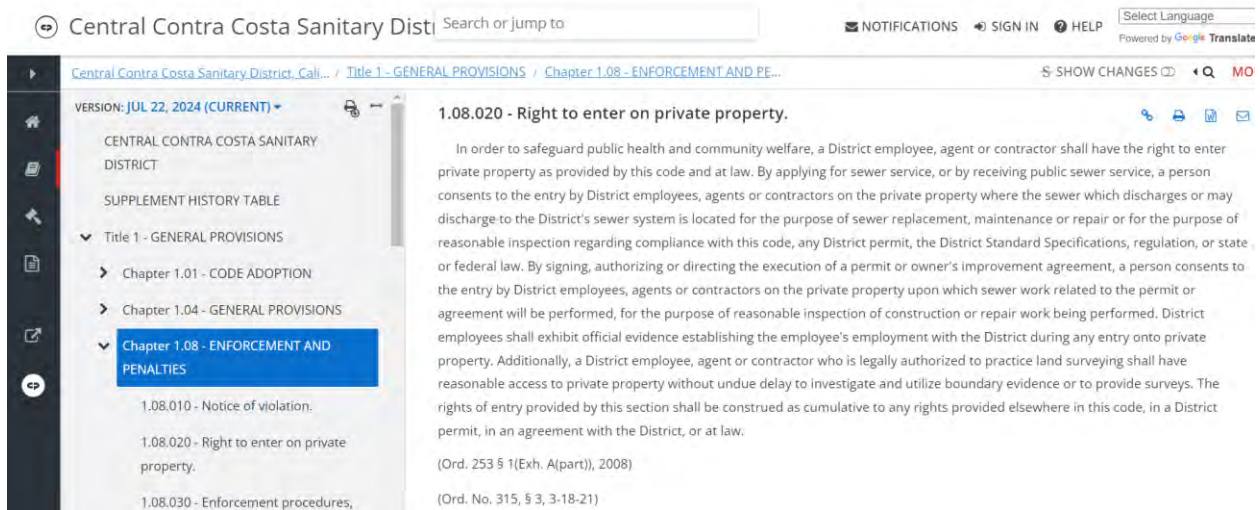 Central Contra Costa Sanitary Distr
Search or jump to
NOTIFICATIONS
SIGN IN
HELP
Select Language
Powered by Google Translate
Central Contra Costa Sanitary District, Cali... / Title 1 - GENERAL PROVISIONS / Chapter 1.08 - ENFORCEMENT AND PE...
SHOW CHANGES
MO
VERSION: JUL 22, 2024 (CURRENT)
CENTRAL CONTRA COSTA SANITARY
DISTRICT
SUPPLEMENT HISTORY TABLE
Title 1 - GENERAL PROVISIONS
Chapter 1.01 - CODE ADOPTION
Chapter 1.04 - GENERAL PROVISIONS
Chapter 1.08 - ENFORCEMENT AND
PENALTIES
1.08.010 - Notice of violation.
1.08.020 - Right to enter on private
property.
1.08.030 - Enforcement procedures,
1.08.020 - Right to enter on private property.
In order to safeguard public health and community welfare, a District employee, agent or contractor shall have the right to enter
private property as provided by this code and at law. By applying for sewer service, or by receiving public sewer service, a person
consents to the entry by District employees, agents or contractors on the private property where the sewer which discharges or may
discharge to the District's sewer system is located for the purpose of sewer replacement, maintenance or repair or for the purpose of
reasonable inspection regarding compliance with this code, any District permit, the District Standard Specifications, regulation, or state
or federal law. By signing, authorizing or directing the execution of a permit or owner's improvement agreement, a person consents to
the entry by District employees, agents or contractors on the private property upon which sewer work related to the permit or
agreement will be performed, for the purpose of reasonable inspection of construction or repair work being performed. District
employees shall exhibit official evidence establishing the employee's employment with the District during any entry onto private
property. Additionally, a District employee, agent or contractor who is legally authorized to practice land surveying shall have
reasonable access to private property without undue delay to investigate and utilize boundary evidence or to provide surveys. The
rights of entry provided by this section shall be construed as cumulative to any rights provided elsewhere in this code, in a District
permit, in an agreement with the District, or at law.
(Ord. 253 § 1(Exh. A(part)), 2008)
(Ord. No. 315, § 3, 3-18-21)